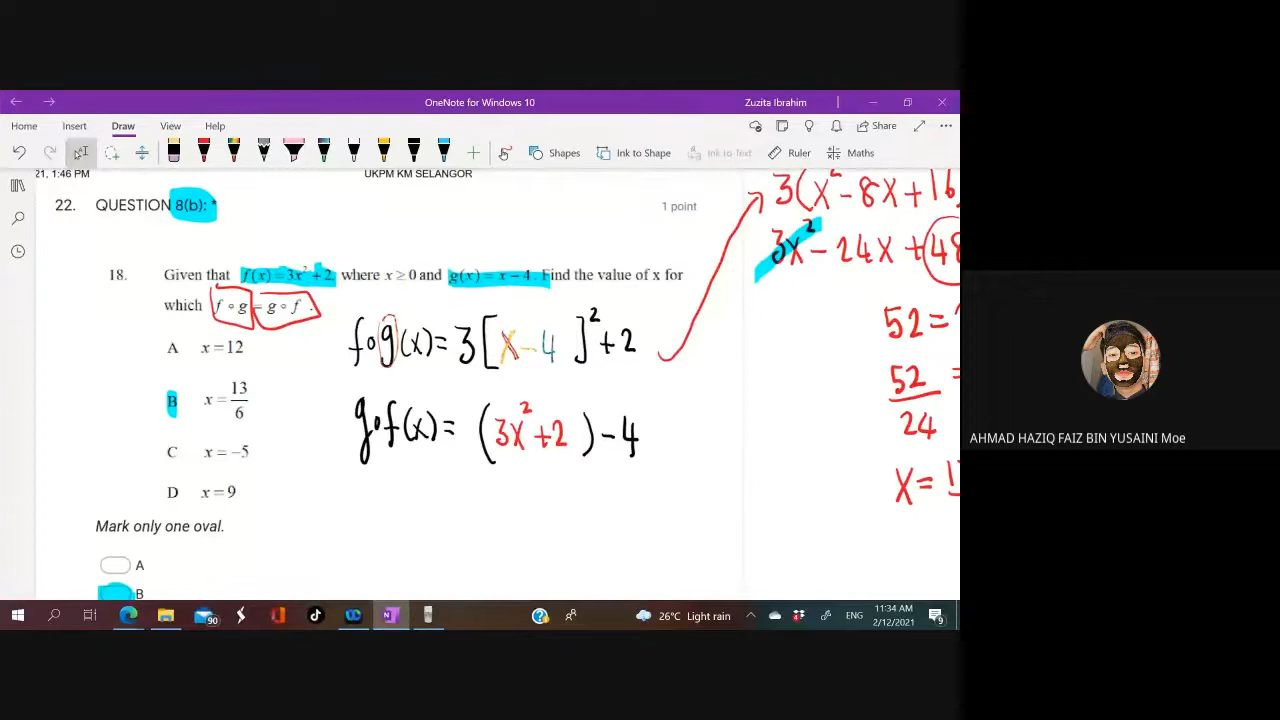 OneNote for Windows 10
Zuzita Ibrahim
Home Insert Draw View Help
Share
Shapes Ink to Shape Ink to Text Ruler Maths
21, 1:46 PM UKPM KM SELANGOR
22. QUESTION 8(b): * 1 point
18. Given that f(x)=3x²+2, where x ≥ 0 and g(x) = x − 4. Find the value of x for
which f ∘ g = g ∘ f .
A x=12
B x = 13/6
C x = −5
D x = 9
Mark only one oval.
A
B
fog(x)= 3[x−4]²+2
gof(x)= (3x²+2)−4
3(x²−8x+16
3x²−24x+48
52=
52/24 =
x=
AHMAD HAZIQ FAIZ BIN YUSAINI Moe
90
26°C Light rain
ENG
11:34 AM
2/12/2021
9